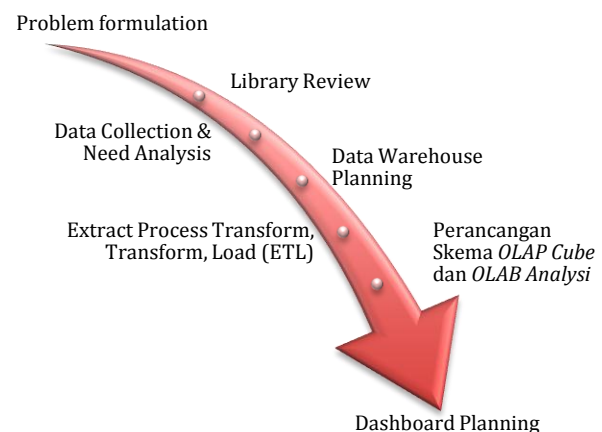 Problem formulation
Library Review
Data Collection &
Need Analysis
Data Warehouse
Planning
Extract Process Transform,
Transform, Load (ETL)
Perancangan
Skema OLAP Cube
dan OLAB Analysi
Dashboard Planning